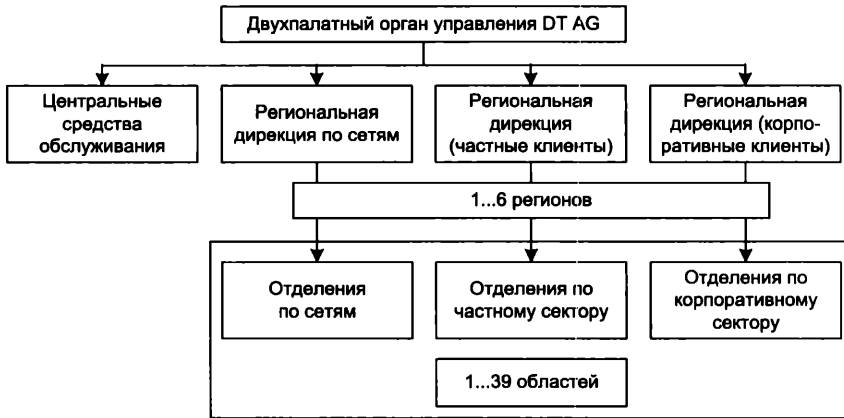 Двухпалатный орган управления DT AG
Центральные
средства
обслуживания
Региональная
дирекция по сетям
Региональная
дирекция
(частные клиенты)
Региональная
дирекция (корпо-
ративные клиенты)
1...6 регионов
Отделения
по сетям
Отделения по
частному сектору
Отделения по
корпоративному
сектору
1...39 областей